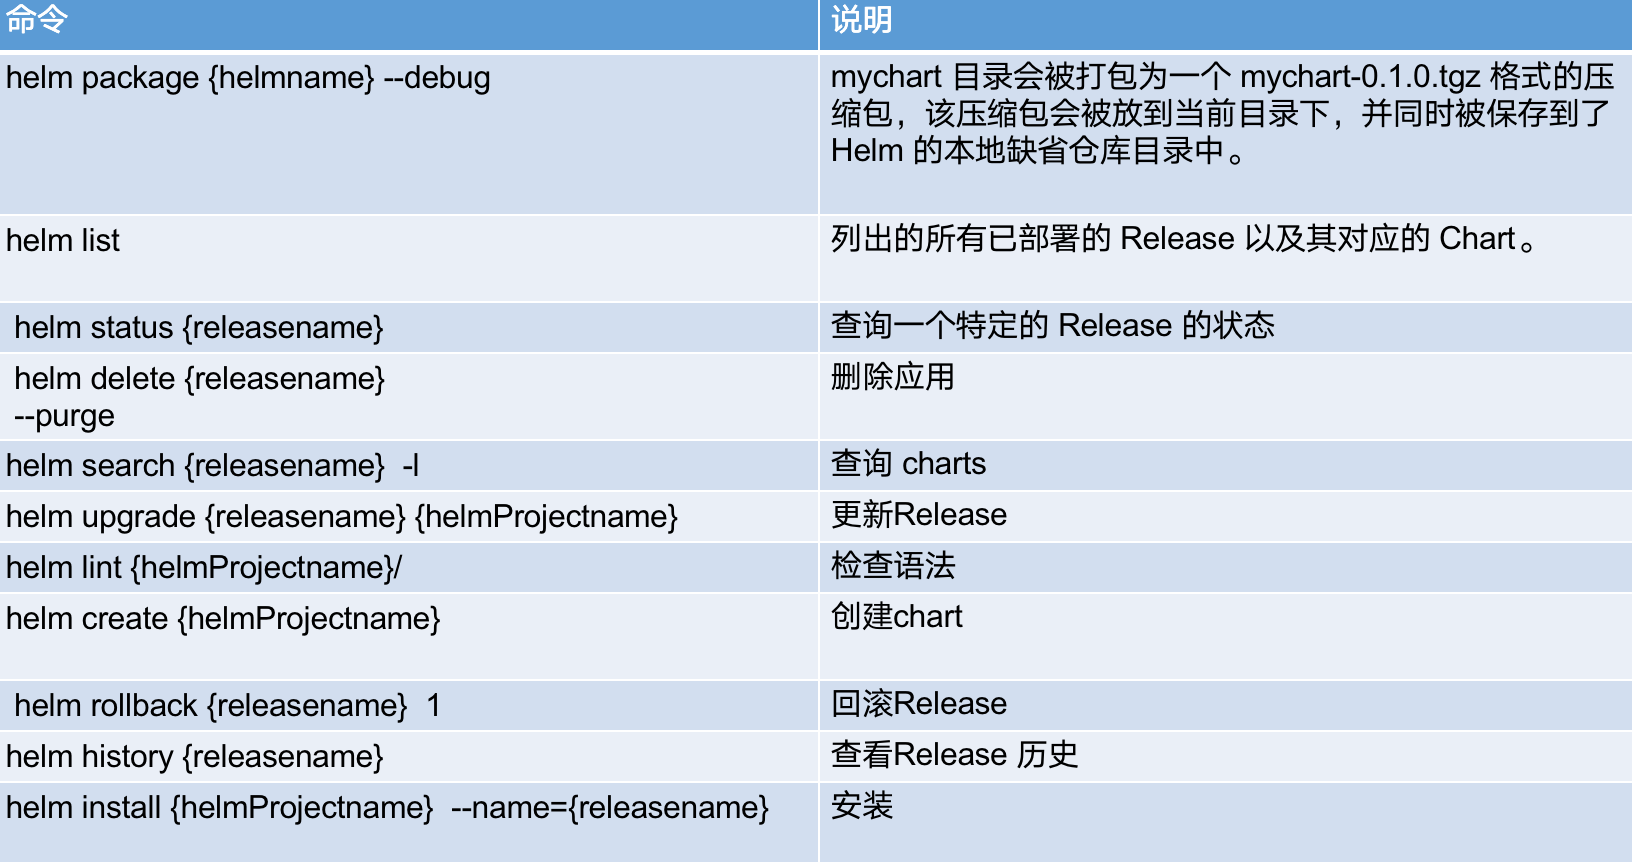 命令
说明
helm package {helmname} --debug
mychart 目录会被打包为一个 mychart-0.1.0.tgz 格式的压
缩包，该压缩包会被放到当前目录下，并同时被保存到了
Helm 的本地缺省仓库目录中。
helm list
列出的所有已部署的 Release 以及其对应的 Chart。
helm status {releasename}
查询一个特定的 Release 的状态
helm delete {releasename}
--purge
删除应用
helm search {releasename}  -l
查询 charts
helm upgrade {releasename} {helmProjectname}
更新Release
helm lint {helmProjectname}/
检查语法
helm create {helmProjectname}
创建chart
helm rollback {releasename}  1
回滚Release
helm history {releasename}
查看Release 历史
helm install {helmProjectname}  --name={releasename}
安装